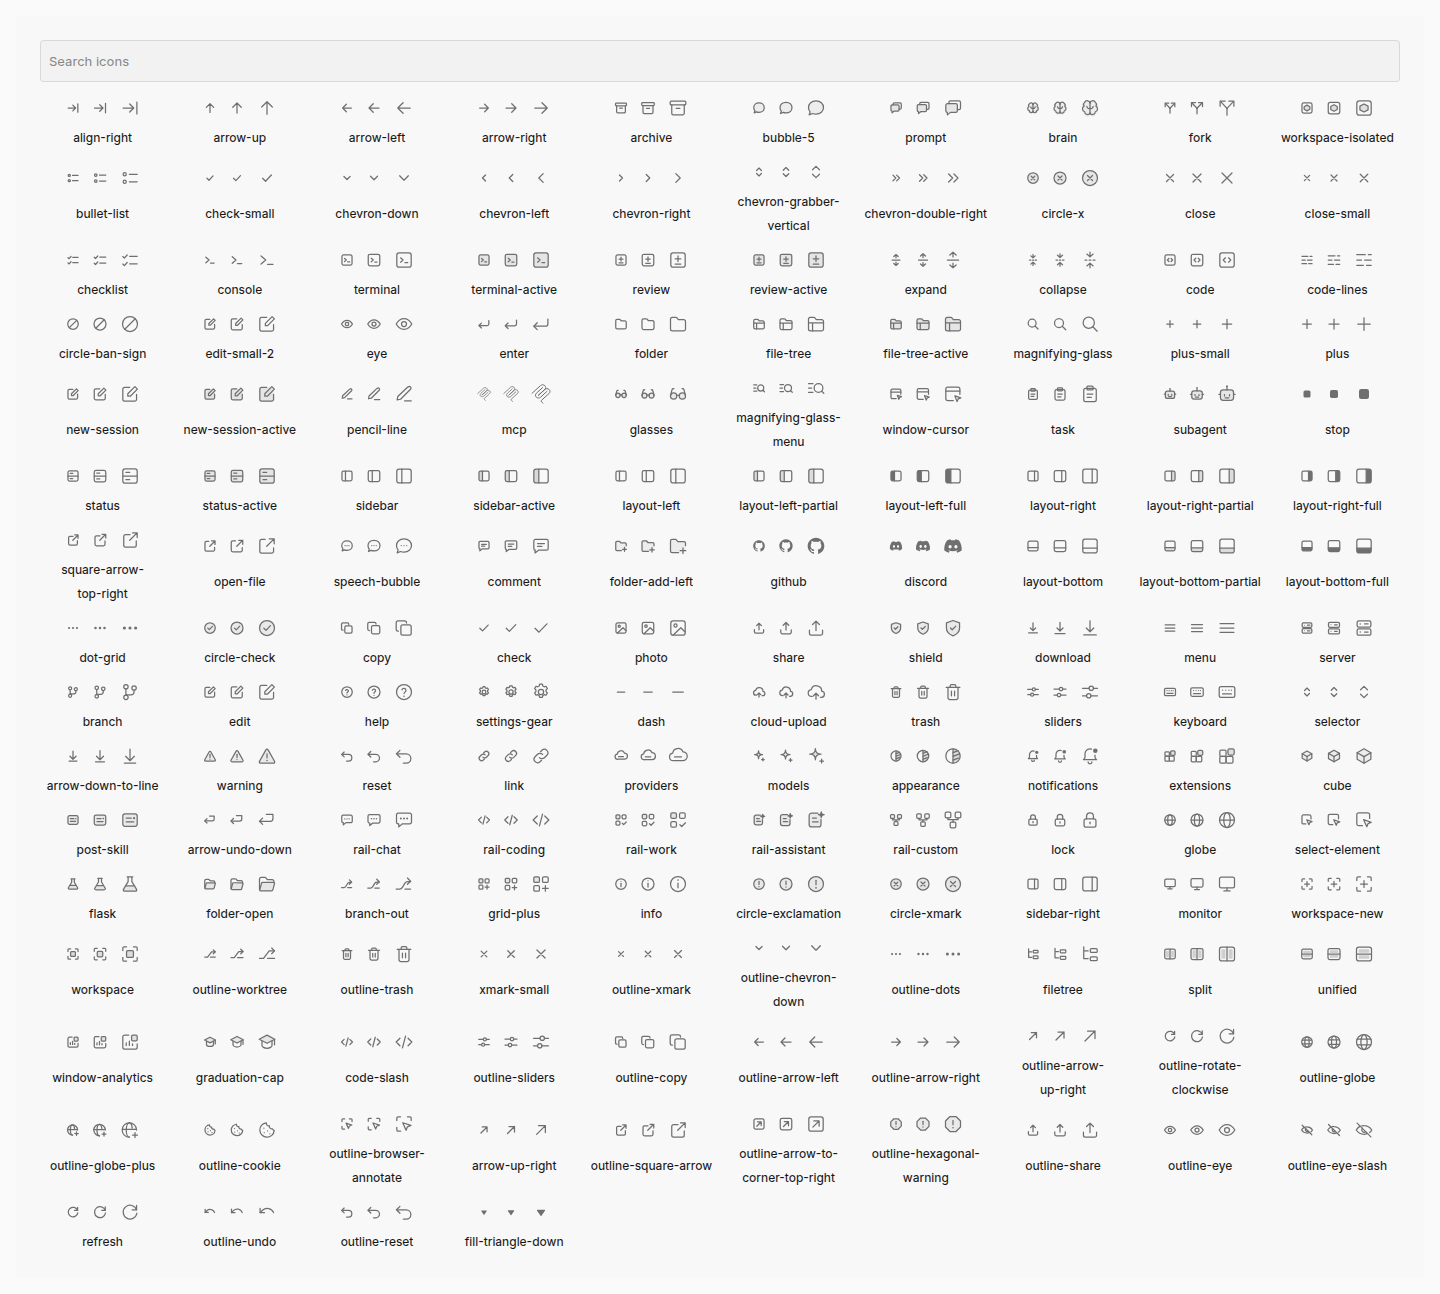 Search icons
align-right arrow-up arrow-left arrow-right archive bubble-5 prompt brain fork workspace-isolated
bullet-list check-small chevron-down chevron-left chevron-right chevron-grabber-
vertical chevron-double-right circle-x close close-small
checklist console terminal terminal-active review review-active expand collapse code code-lines
circle-ban-sign edit-small-2 eye enter folder file-tree file-tree-active magnifying-glass plus-small plus
new-session new-session-active pencil-line mcp glasses magnifying-glass-
menu window-cursor task subagent stop
status status-active sidebar sidebar-active layout-left layout-left-partial layout-left-full layout-right layout-right-partial layout-right-full
square-arrow-
top-right open-file speech-bubble comment folder-add-left github discord layout-bottom layout-bottom-partial layout-bottom-full
dot-grid circle-check copy check photo share shield download menu server
branch edit help settings-gear dash cloud-upload trash sliders keyboard selector
arrow-down-to-line warning reset link providers models appearance notifications extensions cube
post-skill arrow-undo-down rail-chat rail-coding rail-work rail-assistant rail-custom lock globe select-element
flask folder-open branch-out grid-plus info circle-exclamation circle-xmark sidebar-right monitor workspace-new
workspace outline-worktree outline-trash xmark-small outline-xmark outline-chevron-
down outline-dots filetree split unified
window-analytics graduation-cap code-slash outline-sliders outline-copy outline-arrow-left outline-arrow-right outline-arrow-
up-right outline-rotate-
clockwise outline-globe
outline-globe-plus outline-cookie outline-browser-
annotate arrow-up-right outline-square-arrow outline-arrow-to-
corner-top-right outline-hexagonal-
warning outline-share outline-eye outline-eye-slash
refresh outline-undo outline-reset fill-triangle-down